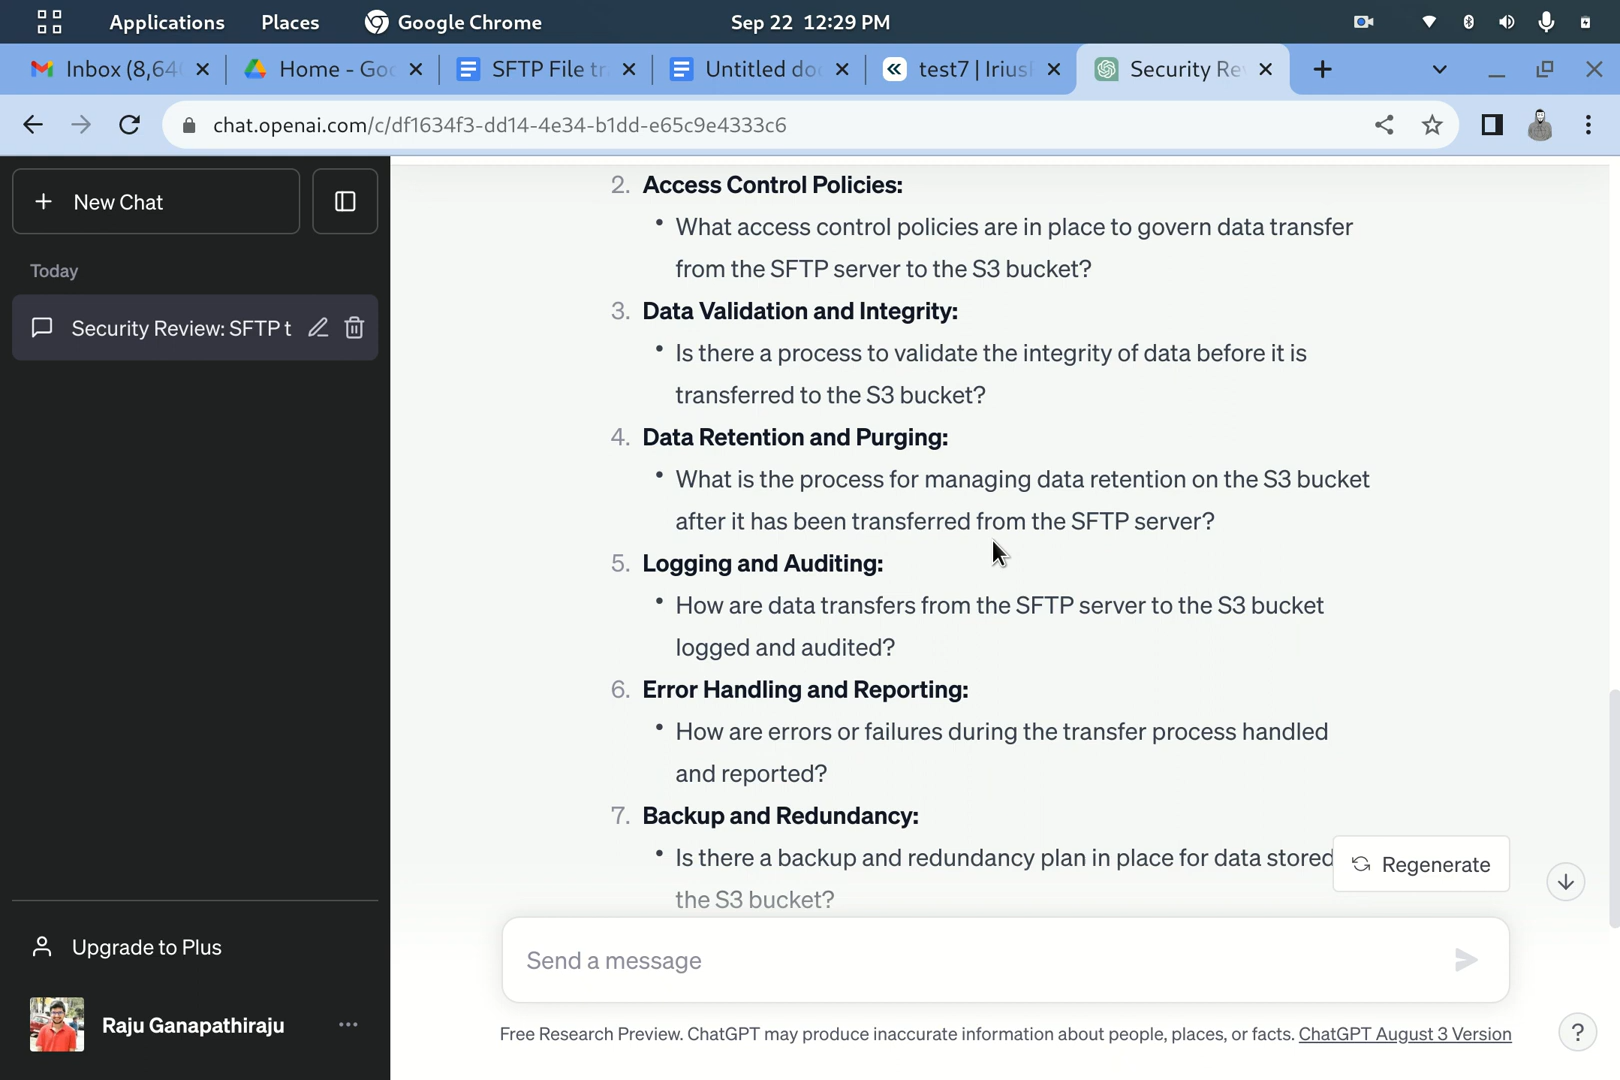 Applications Places Google Chrome Sep 22 12:29 PM
Inbox (8,64 Home - Goo SFTP File tr Untitled do test7 | Irius Security Re
chat.openai.com/c/df1634f3-dd14-4e34-b1dd-e65c9e4333c6
New Chat
Today
Security Review: SFTP t
2. Access Control Policies:
• What access control policies are in place to govern data transfer
from the SFTP server to the S3 bucket?
3. Data Validation and Integrity:
• Is there a process to validate the integrity of data before it is
transferred to the S3 bucket?
4. Data Retention and Purging:
• What is the process for managing data retention on the S3 bucket
after it has been transferred from the SFTP server?
5. Logging and Auditing:
• How are data transfers from the SFTP server to the S3 bucket
logged and audited?
6. Error Handling and Reporting:
• How are errors or failures during the transfer process handled
and reported?
7. Backup and Redundancy:
• Is there a backup and redundancy plan in place for data stored
the S3 bucket?
Regenerate
Upgrade to Plus
Raju Ganapathiraju
Send a message
Free Research Preview. ChatGPT may produce inaccurate information about people, places, or facts. ChatGPT August 3 Version
?